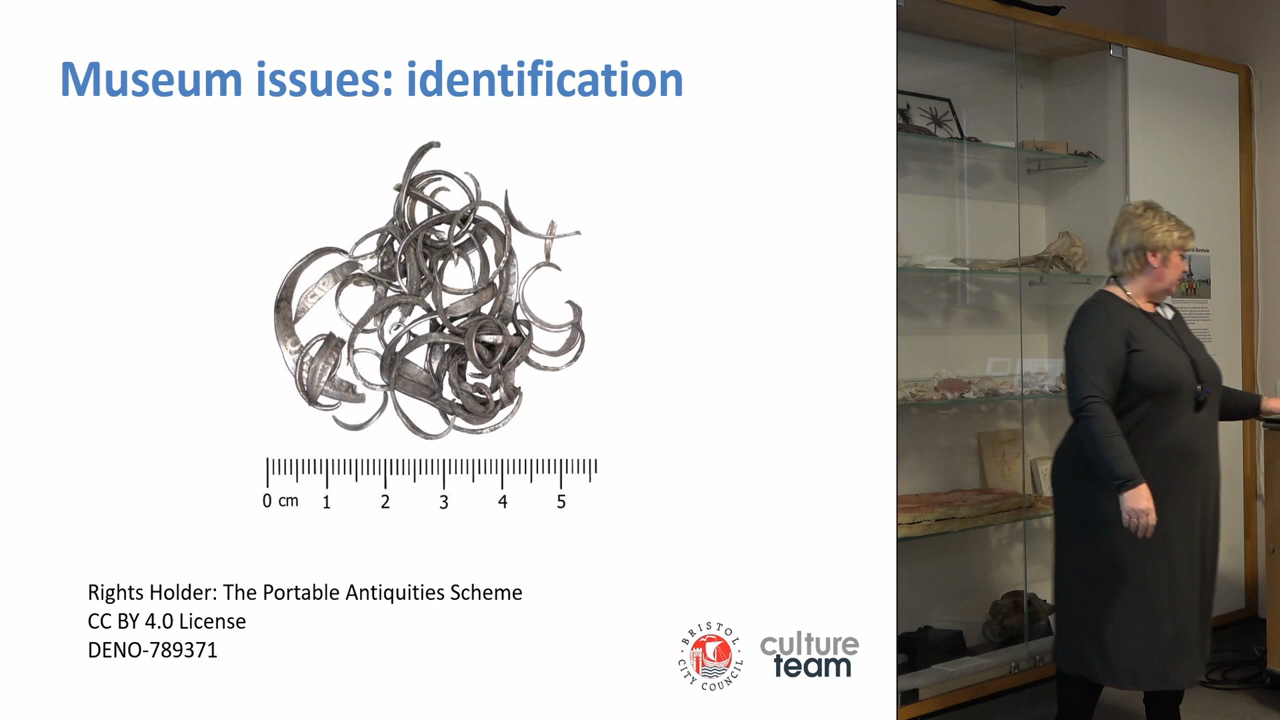 Museum issues: identification
0 cm 1 2 3 4 5
Rights Holder: The Portable Antiquities Scheme
CC BY 4.0 License
DENO-789371
BRISTOL
CITY COUNCIL
culture
team